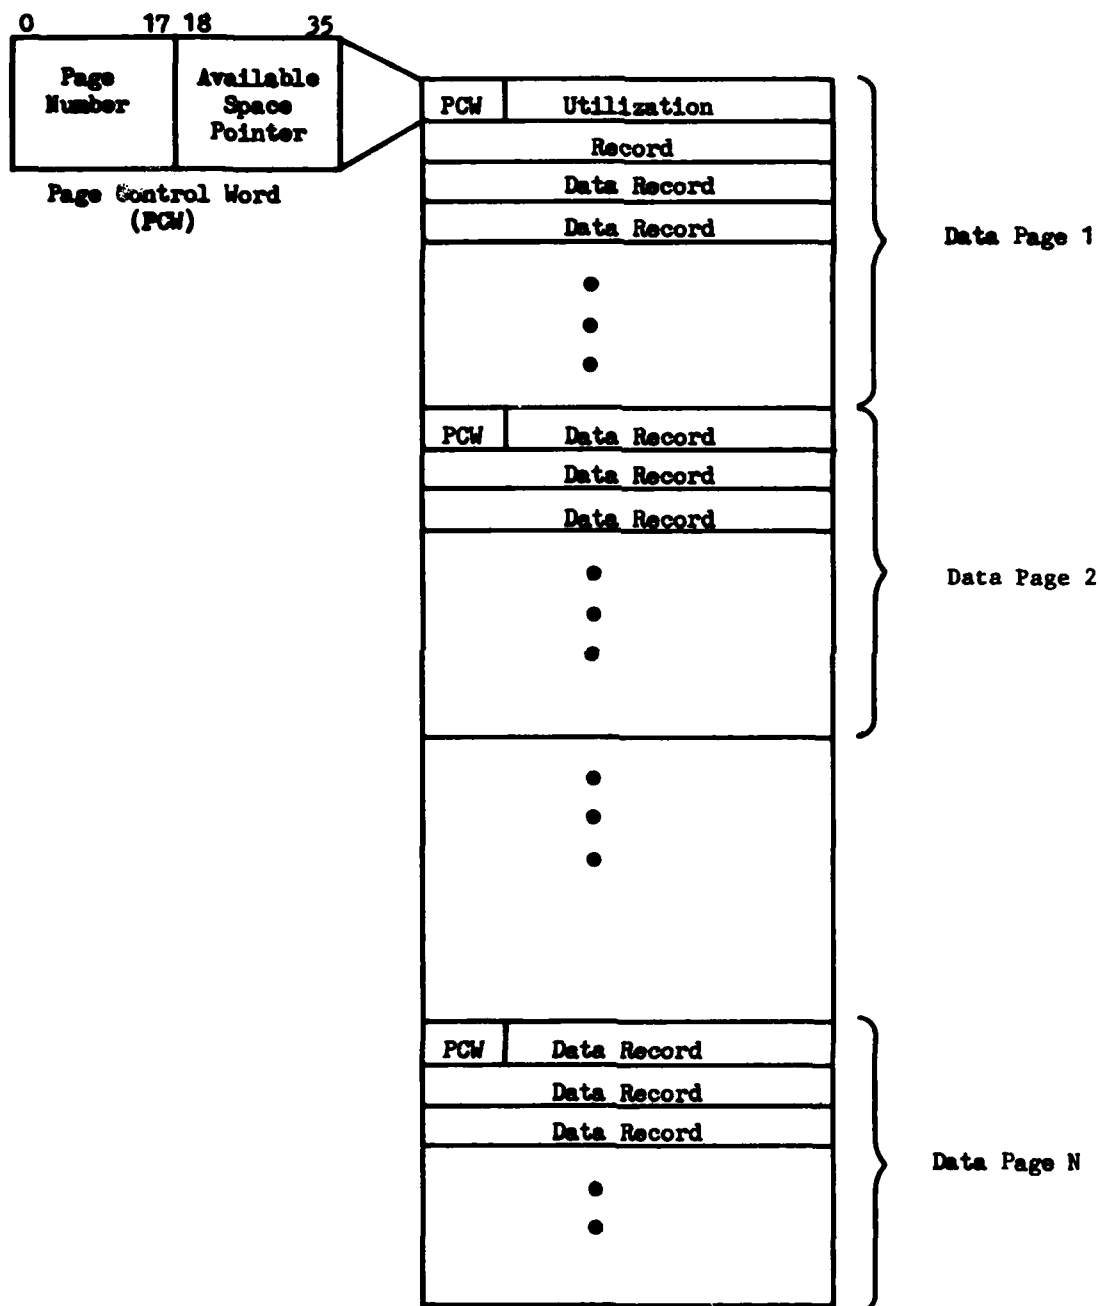 0 17 18 35
Page Number
Available Space Pointer
Page Control Word
(PCW)
PCW Utilization
Record
Data Record
Data Record
Data Page 1
PCW Data Record
Data Record
Data Record
Data Page 2
PCW Data Record
Data Record
Data Record
Data Page N